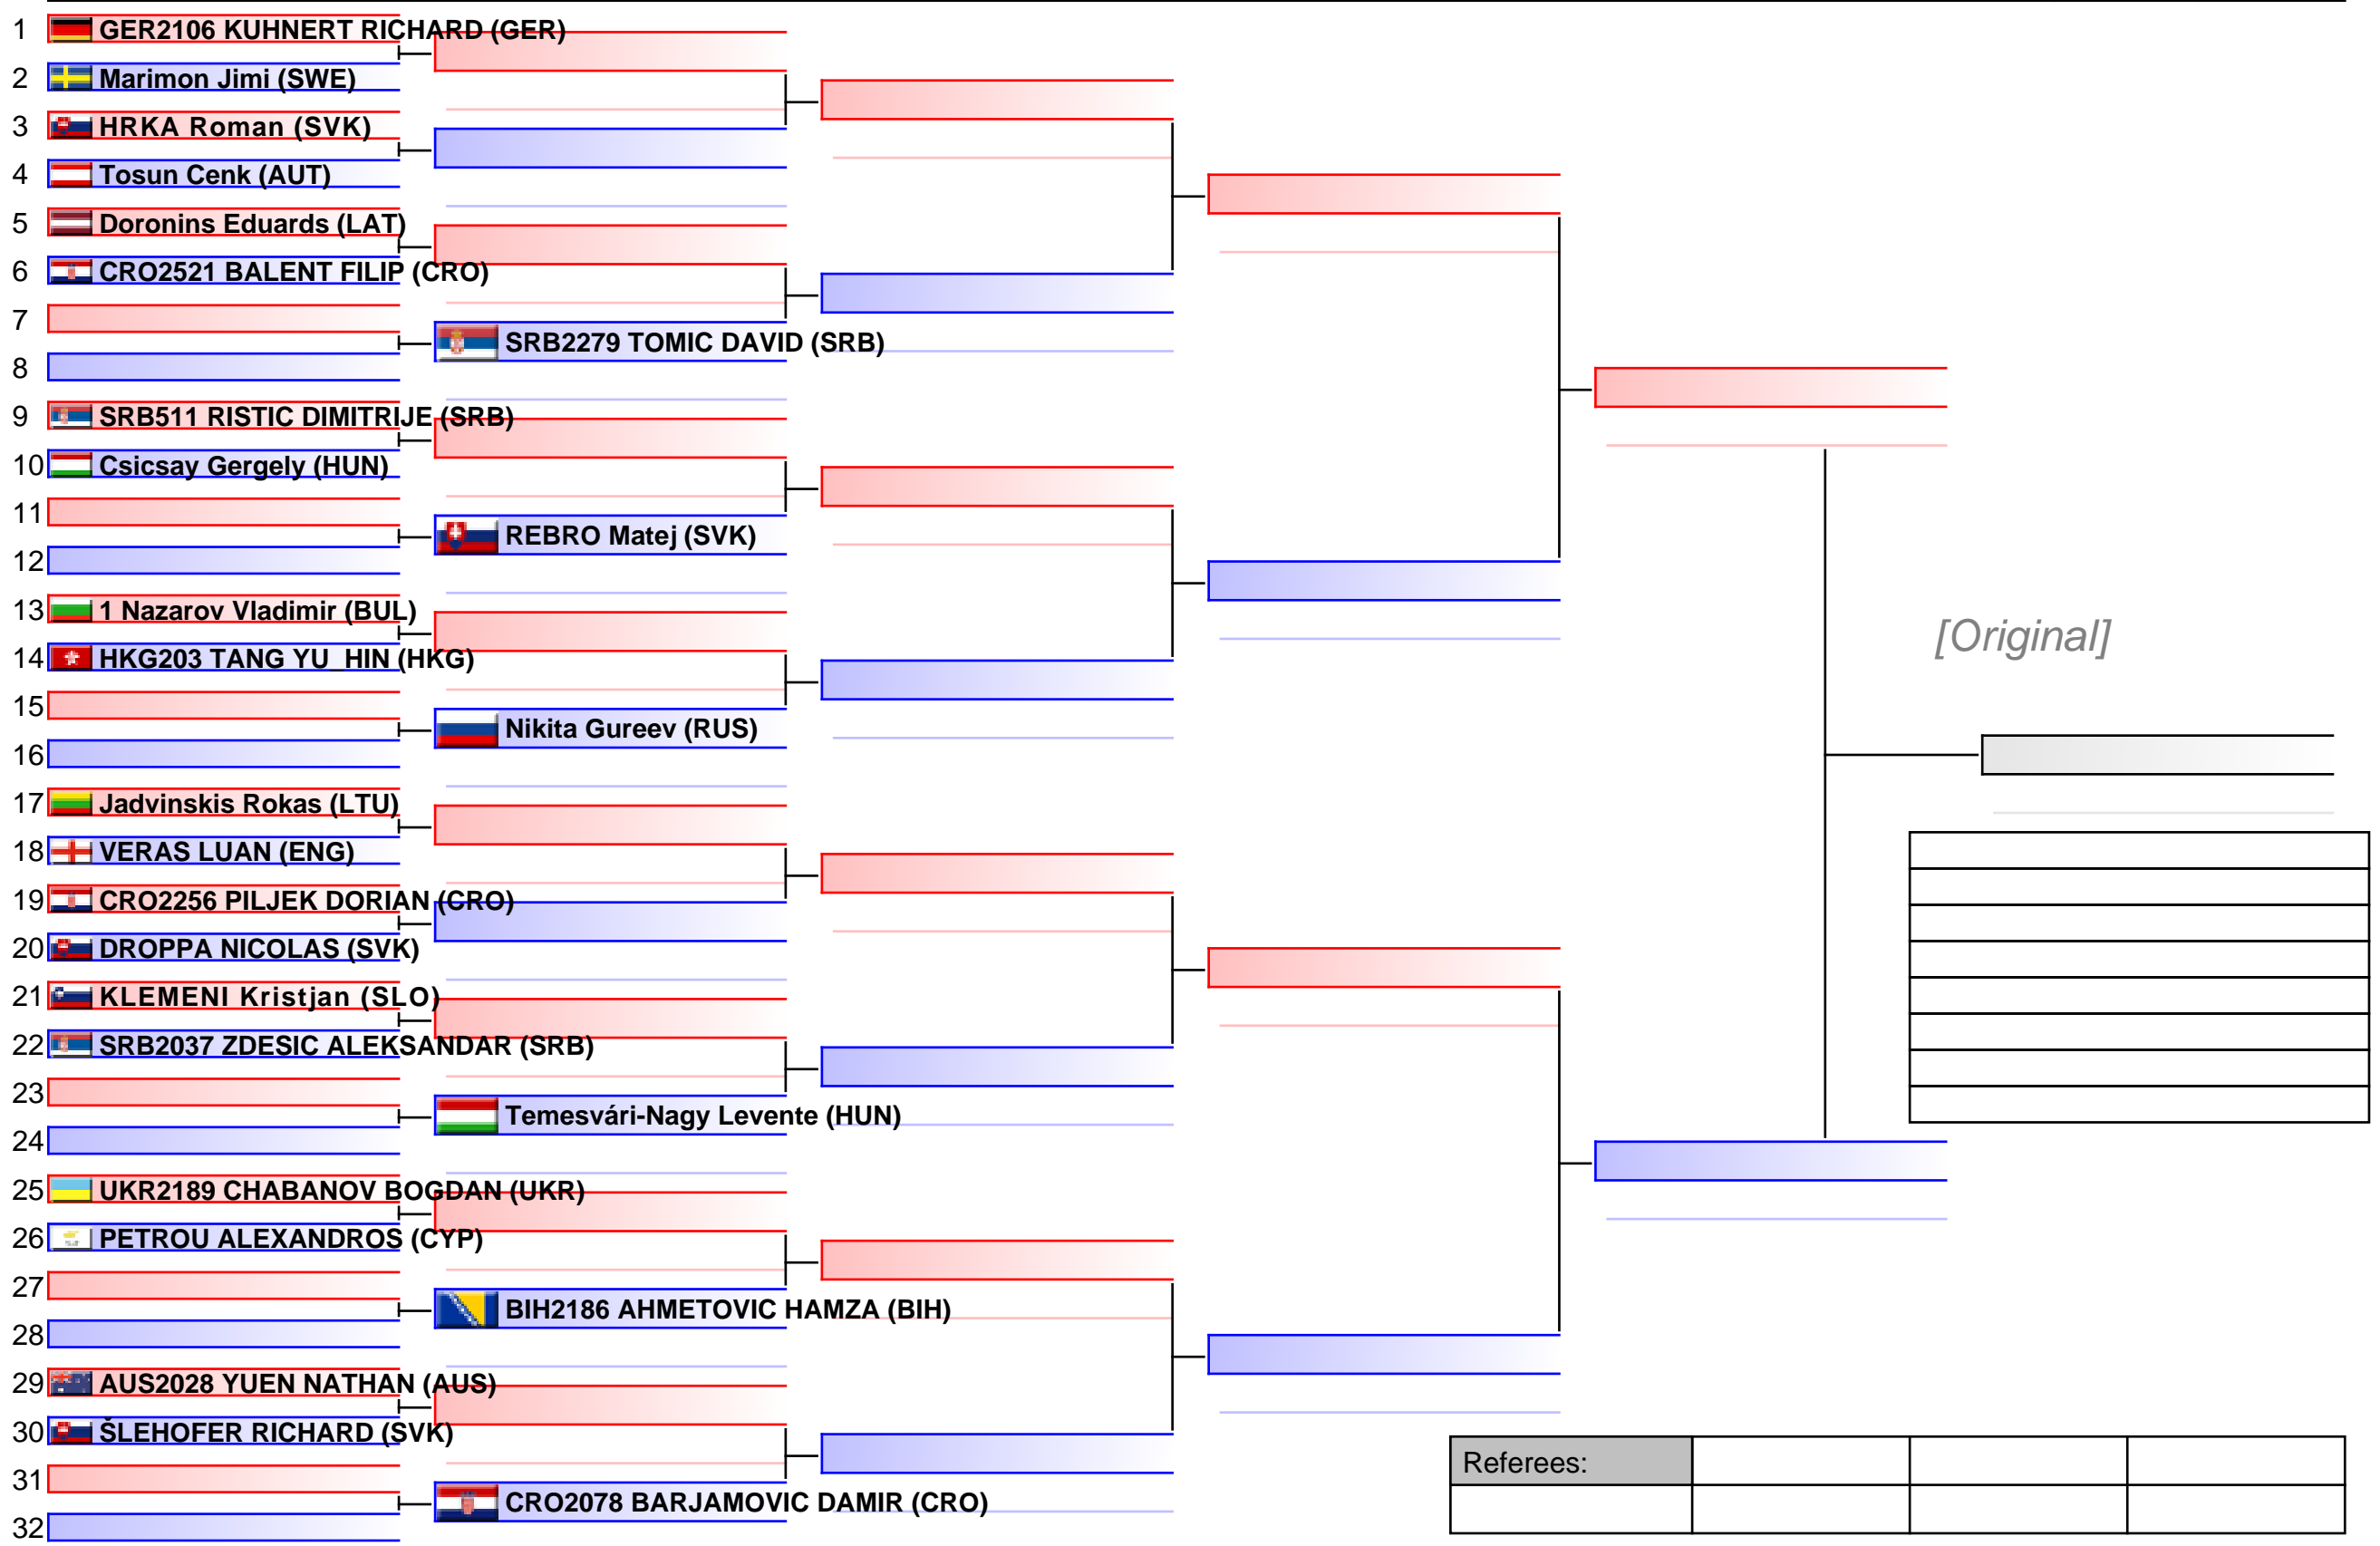 1 GER2106 KUHNERT RICHARD (GER)
2 Marimon Jimi (SWE)
3 HRKA Roman (SVK)
4 Tosun Cenk (AUT)
5 Doronins Eduards (LAT)
6 CRO2521 BALENT FILIP (CRO)
7
SRB2279 TOMIC DAVID (SRB)
8
9 SRB511 RISTIC DIMITRIJE (SRB)
10 Csicsay Gergely (HUN)
11
REBRO Matej (SVK)
12
13 1 Nazarov Vladimir (BUL)
[Original]
14 HKG203 TANG YU_HIN (HKG)
15
Nikita Gureev (RUS)
16
17 Jadvinskis Rokas (LTU)
18 VERAS LUAN (ENG)
19 CRO2256 PILJEK DORIAN (CRO)
20 DROPPA NICOLAS (SVK)
21 KLEMENI Kristjan (SLO)
22 SRB2037 ZDESIC ALEKSANDAR (SRB)
23
Temesvári-Nagy Levente (HUN)
24
25 UKR2189 CHABANOV BOGDAN (UKR)
26 PETROU ALEXANDROS (CYP)
27
BIH2186 AHMETOVIC HAMZA (BIH)
28
29 AUS2028 YUEN NATHAN (AUS)
30 ŠLEHOFER RICHARD (SVK)
Referees:
31
CRO2078 BARJAMOVIC DAMIR (CRO)
32